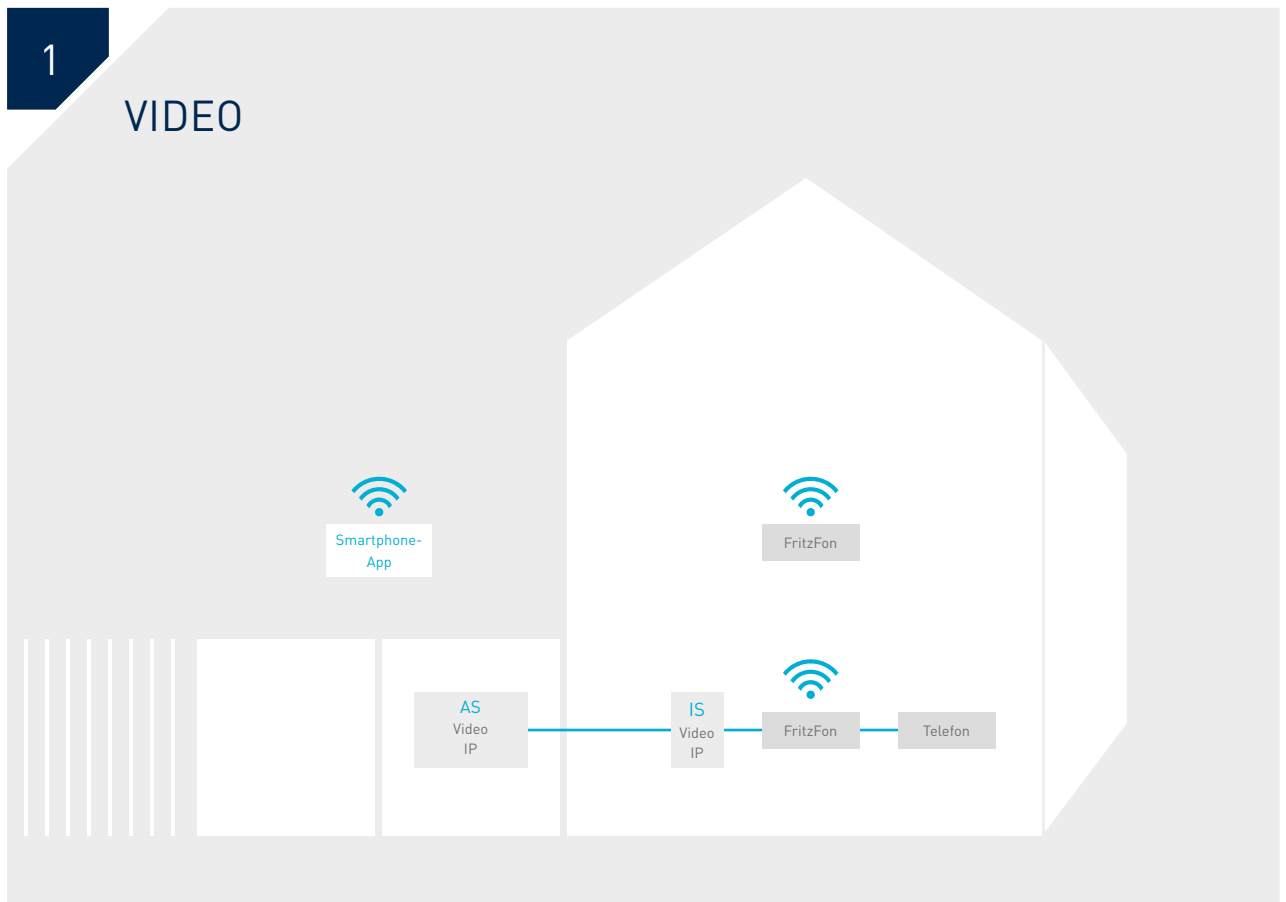 1
VIDEO
Smartphone-
App
FritzFon
AS
Video
IP
IS
Video
IP
FritzFon
Telefon